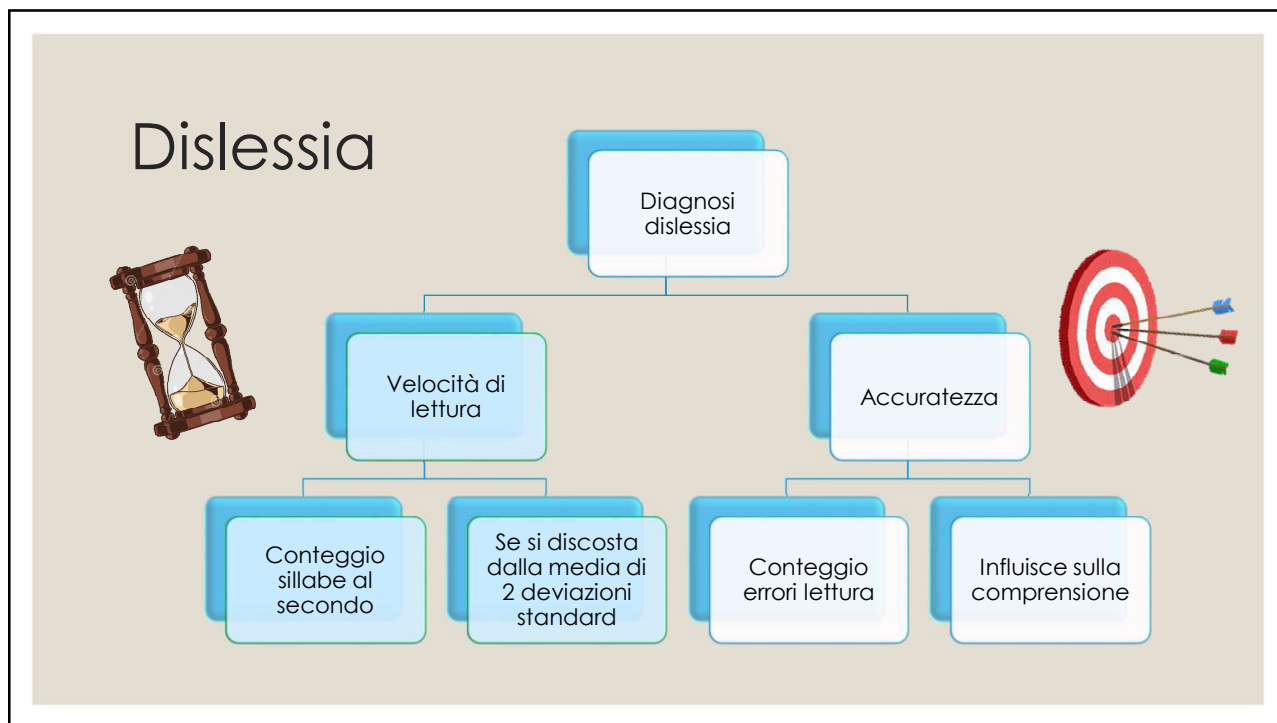 Dislessia
Diagnosi
dislessia
Velocità di
lettura
Accuratezza
Conteggio
sillabe al
secondo
Se si discosta
dalla media di
2 deviazioni
standard
Conteggio
errori lettura
Influisce sulla
comprensione